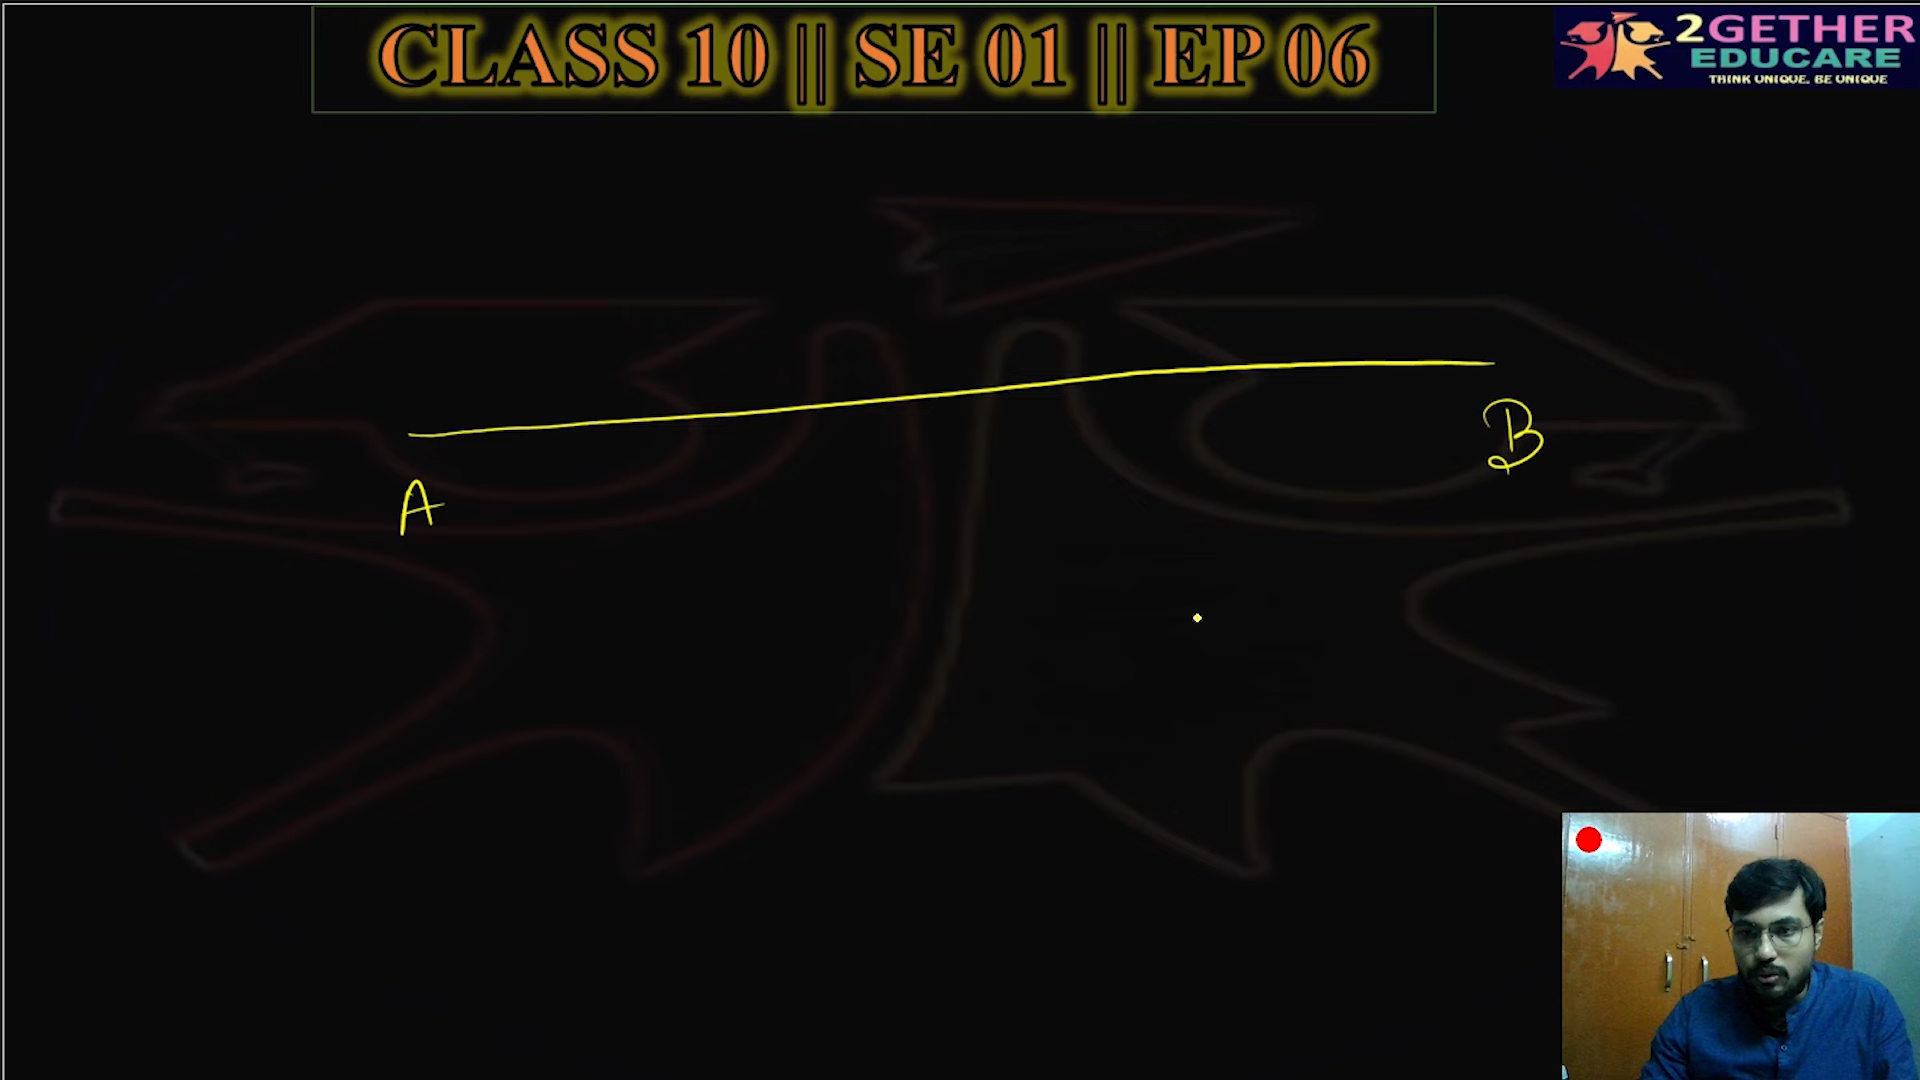 CLASS 10 || SE 01 || EP 06
2GETHER
EDUCARE
THINK UNIQUE. BE UNIQUE
A
B